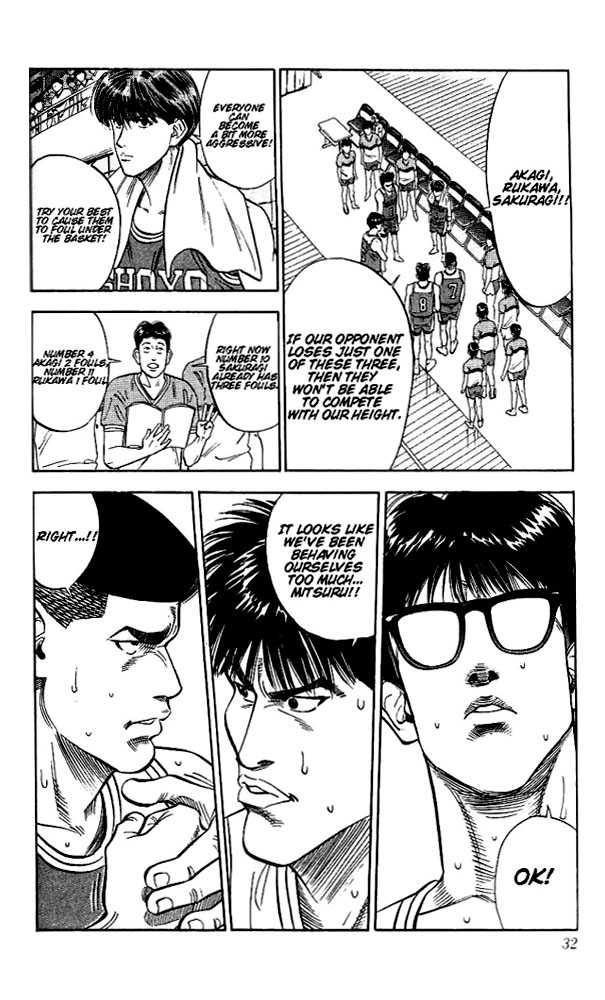 AKAGI,
RUKAWA,
SAKURAGI!!
8
7
IF OUR OPPONENT
LOSES JUST ONE
OF THESE THREE,
THEN THEY
WON'T BE ABLE
TO COMPETE
WITH OUR HEIGHT.
EVERYONE
CAN
BECOME
A BIT MORE
AGGRESSIVE!
TRY YOUR BEST
TO CAUSE THEM
TO FOUL UNDER
THE BASKET!
SHOYO
RIGHT NOW
NUMBER 10
SAKURAGI
ALREADY HAS
THREE FOULS.
NUMBER 4
AKAGI 2 FOULS,
NUMBER 11
RUKAWA 1 FOUL.
OK!
IT LOOKS LIKE
WE'VE BEEN
BEHAVING
OURSELVES
TOO MUCH...
MITSURU!!
RIGHT...!!
32